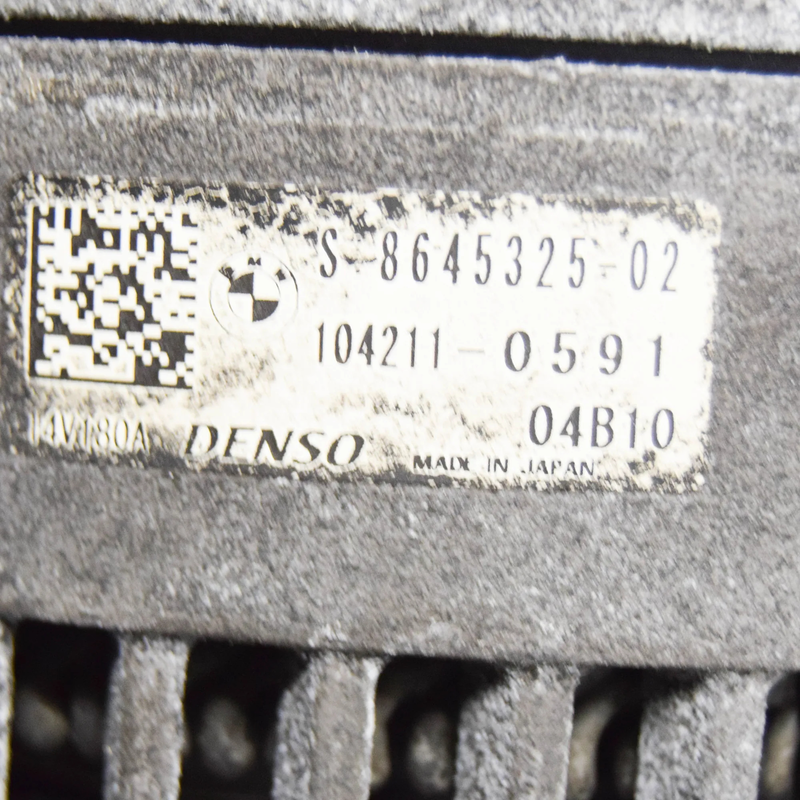 S-8645325-02
104211-0591
04B10
14V180A DENSO MADE IN JAPAN